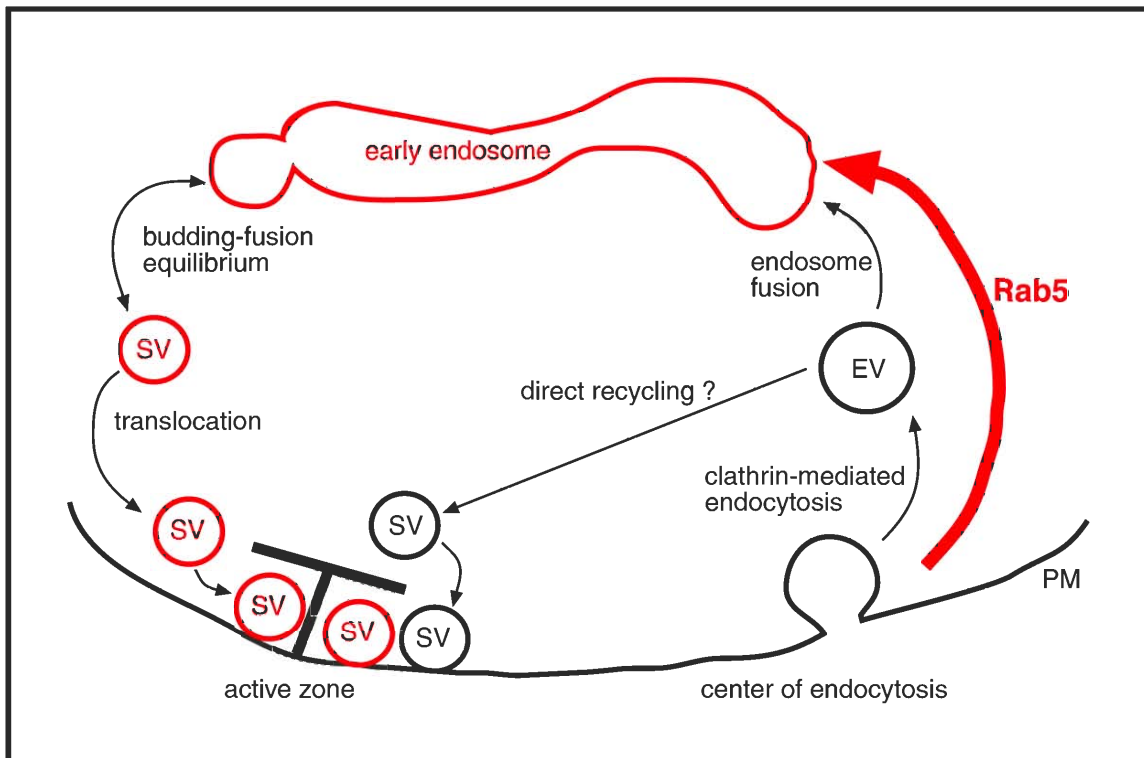 early endosome
budding-fusion
equilibrium
endosome
fusion
Rab5
SV
EV
direct recycling ?
translocation
clathrin-mediated
endocytosis
SV
SV
SV
SV
SV
PM
active zone
center of endocytosis